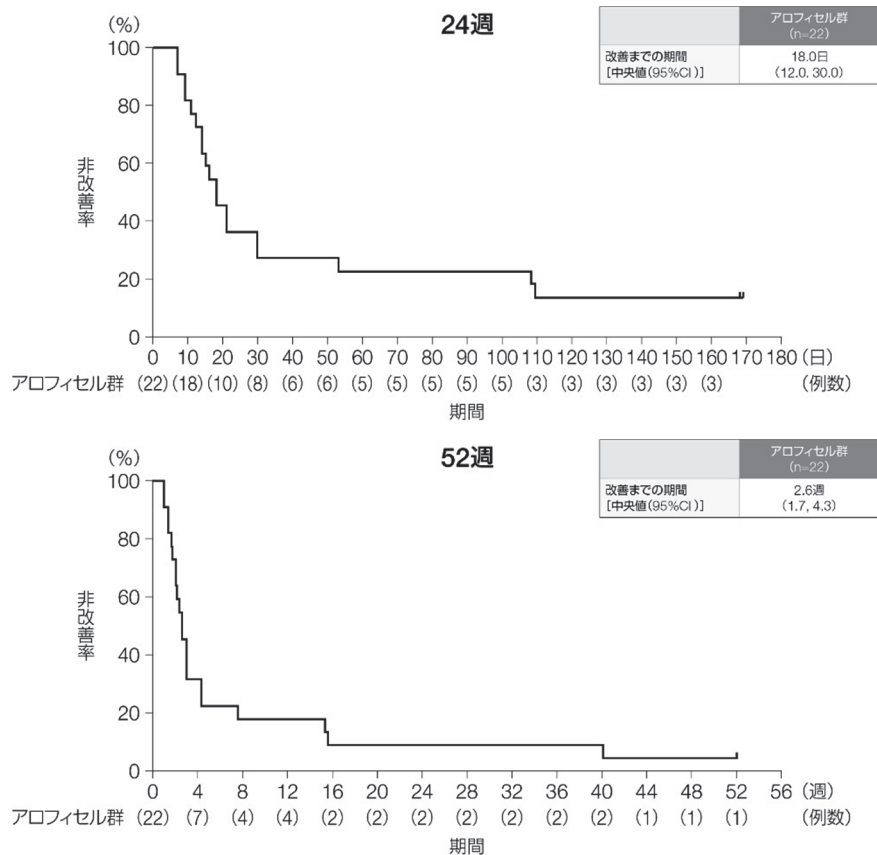 24週
アロフィセル群
(n=22)
改善までの期間
[中央値(95%CI)]
18.0日
(12.0, 30.0)
(%)
100
80
60
40
20
0
非改善率
0 10 20 30 40 50 60 70 80 90 100 110 120 130 140 150 160 170 180 (日)
アロフィセル群 (22) (18) (10) (8) (6) (6) (5) (5) (5) (5) (5) (3) (3) (3) (3) (3) (3) (例数)
期間
52週
アロフィセル群
(n=22)
改善までの期間
[中央値(95%CI)]
2.6週
(1.7, 4.3)
(%)
100
80
60
40
20
0
非改善率
0 4 8 12 16 20 24 28 32 36 40 44 48 52 56 (週)
アロフィセル群 (22) (7) (4) (4) (2) (2) (2) (2) (2) (2) (2) (1) (1) (1) (例数)
期間